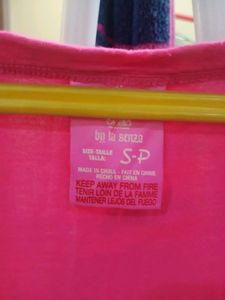 by la senza
SIZE-TAILLE
TALLA:
S-P
MADE IN CHINA - FAIT EN CHINE
HECHO EN CHINA
KEEP AWAY FROM FIRE
TENIR LOIN DE LA FAMME
MANTENER LEJOS DEL FUEGO